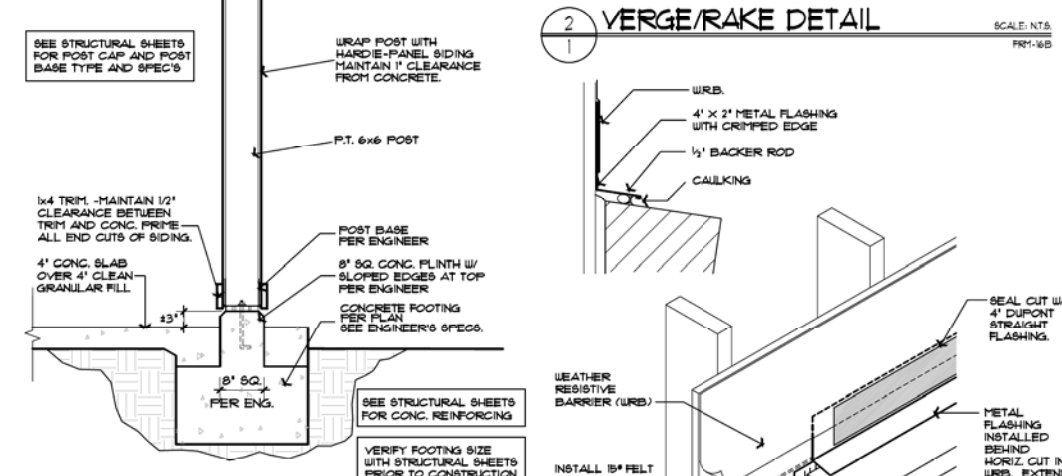 SEE STRUCTURAL SHEETS
FOR POST CAP AND POST
BASE TYPE AND SPEC'S
WRAP POST WITH
HARDIE-PANEL SIDING
MAINTAIN 1" CLEARANCE
FROM CONCRETE.
P.T. 6x6 POST
1x4 TRIM. -MAINTAIN 1/2"
CLEARANCE BETWEEN
TRIM AND CONC. PRIME
ALL END CUTS OF SIDING.
4" CONC. SLAB
OVER 4" CLEAN
GRANULAR FILL
±3"
POST BASE
PER ENGINEER
8" SQ. CONC. PLINTH W/
SLOPED EDGES AT TOP
PER ENGINEER
CONCRETE FOOTING
PER PLAN
SEE ENGINEER'S SPECS.
8" SQ.
PER ENG.
SEE STRUCTURAL SHEETS
FOR CONC. REINFORCING
VERIFY FOOTING SIZE
WITH STRUCTURAL SHEETS
PRIOR TO CONSTRUCTION
2
1
VERGE/RAKE DETAIL
SCALE: N.T.S.
FRM-16B
W.R.B.
4" X 2" METAL FLASHING
WITH CRIMPED EDGE
½" BACKER ROD
CAULKING
SEAL CUT W
4" DUPONT
STRAIGHT
FLASHING.
WEATHER
RESISTIVE
BARRIER (WRB)
METAL
FLASHING
INSTALLED
BEHIND
HORIZ. CUT IN
WRB. EXTEN
INSTALL 15# FELT